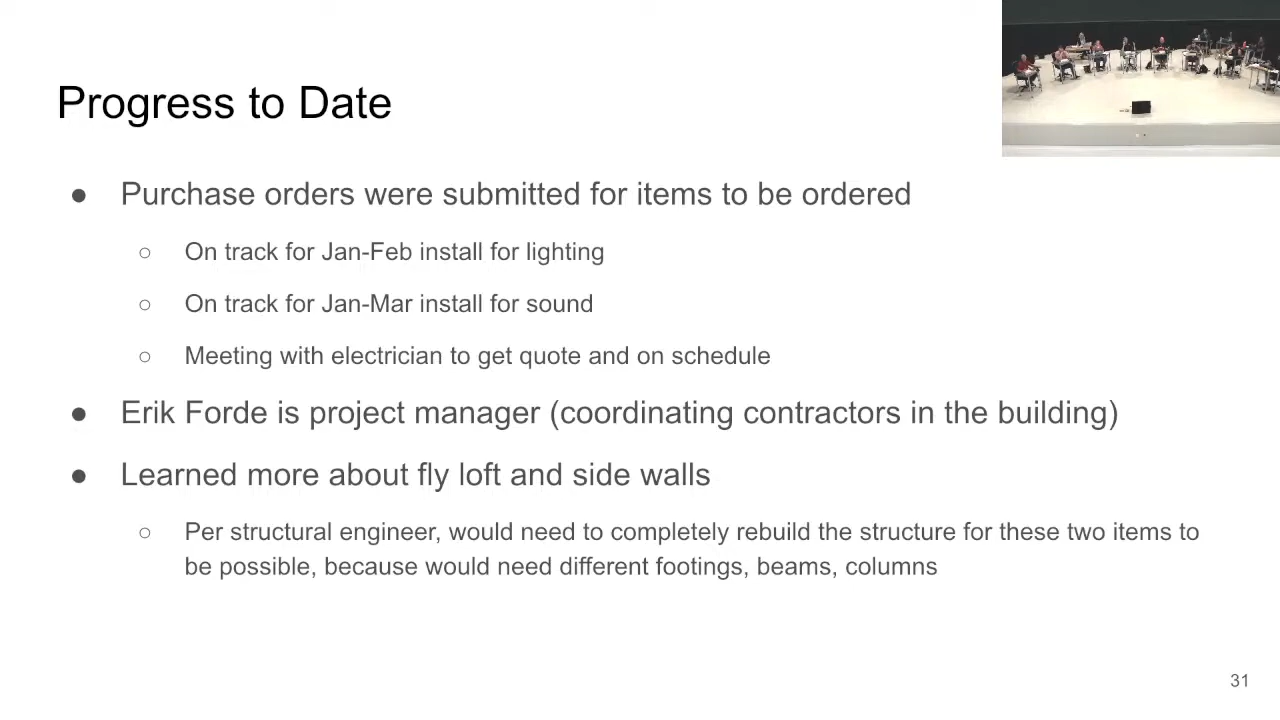 Progress to Date
● Purchase orders were submitted for items to be ordered
○ On track for Jan-Feb install for lighting
○ On track for Jan-Mar install for sound
○ Meeting with electrician to get quote and on schedule
● Erik Forde is project manager (coordinating contractors in the building)
● Learned more about fly loft and side walls
○ Per structural engineer, would need to completely rebuild the structure for these two items to
be possible, because would need different footings, beams, columns
31